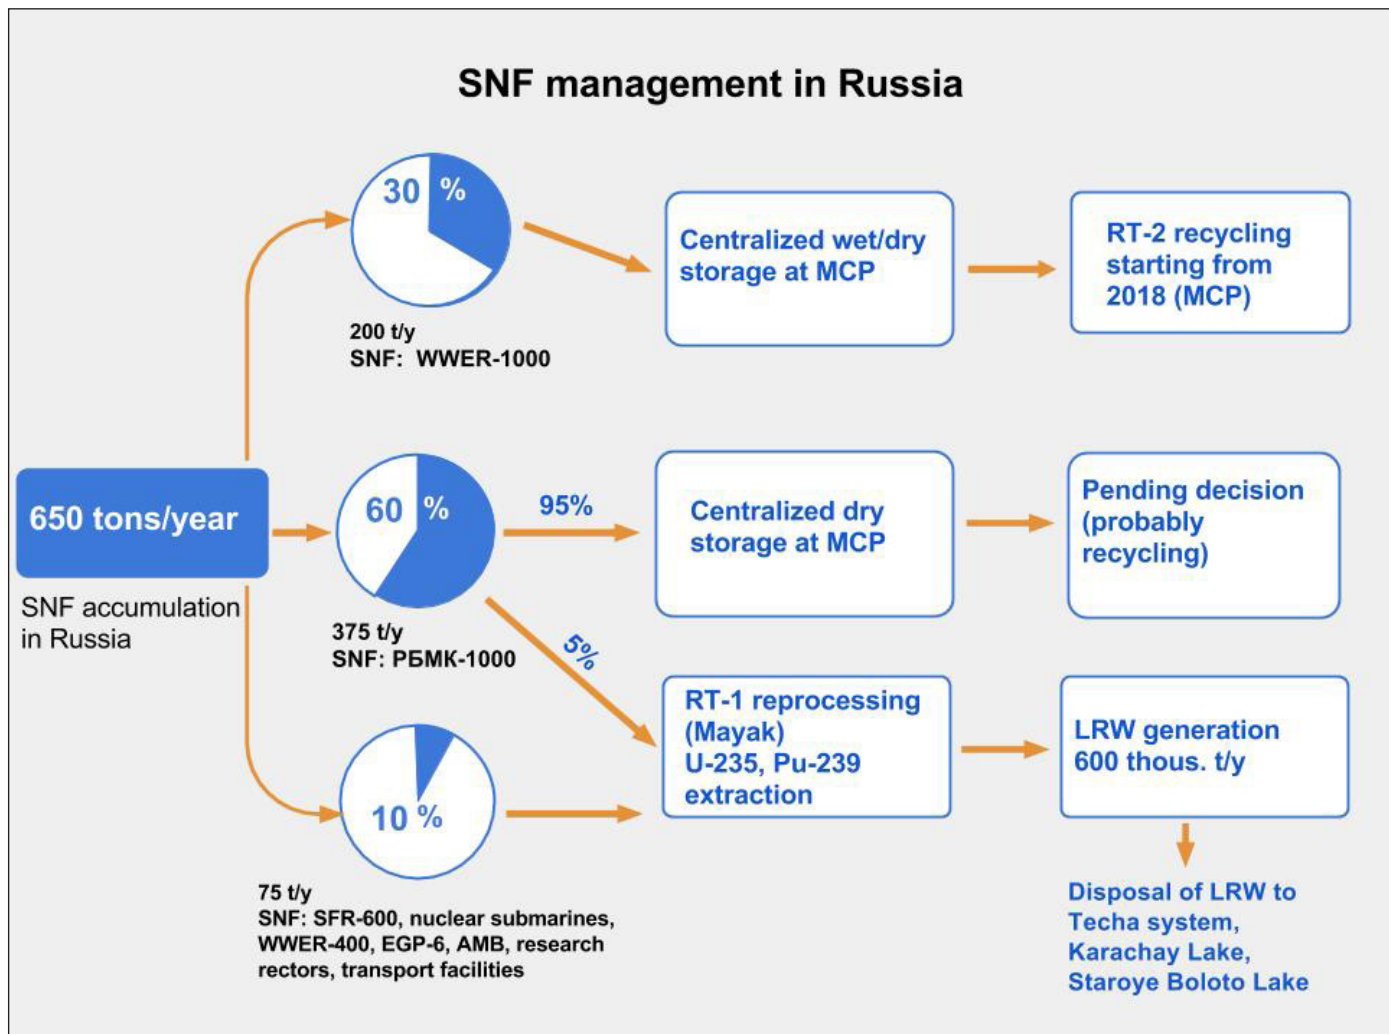 SNF management in Russia
30 %
200 t/y
SNF: WWER-1000
Centralized wet/dry
storage at MCP
RT-2 recycling
starting from
2018 (MCP)
650 tons/year
SNF accumulation
in Russia
60 %
375 t/y
SNF: РБМК-1000
95%
5%
Centralized dry
storage at MCP
Pending decision
(probably
recycling)
10 %
75 t/y
SNF: SFR-600, nuclear submarines,
WWER-400, EGP-6, AMB, research
rectors, transport facilities
RT-1 reprocessing
(Mayak)
U-235, Pu-239
extraction
LRW generation
600 thous. t/y
Disposal of LRW to
Techa system,
Karachay Lake,
Staroye Boloto Lake